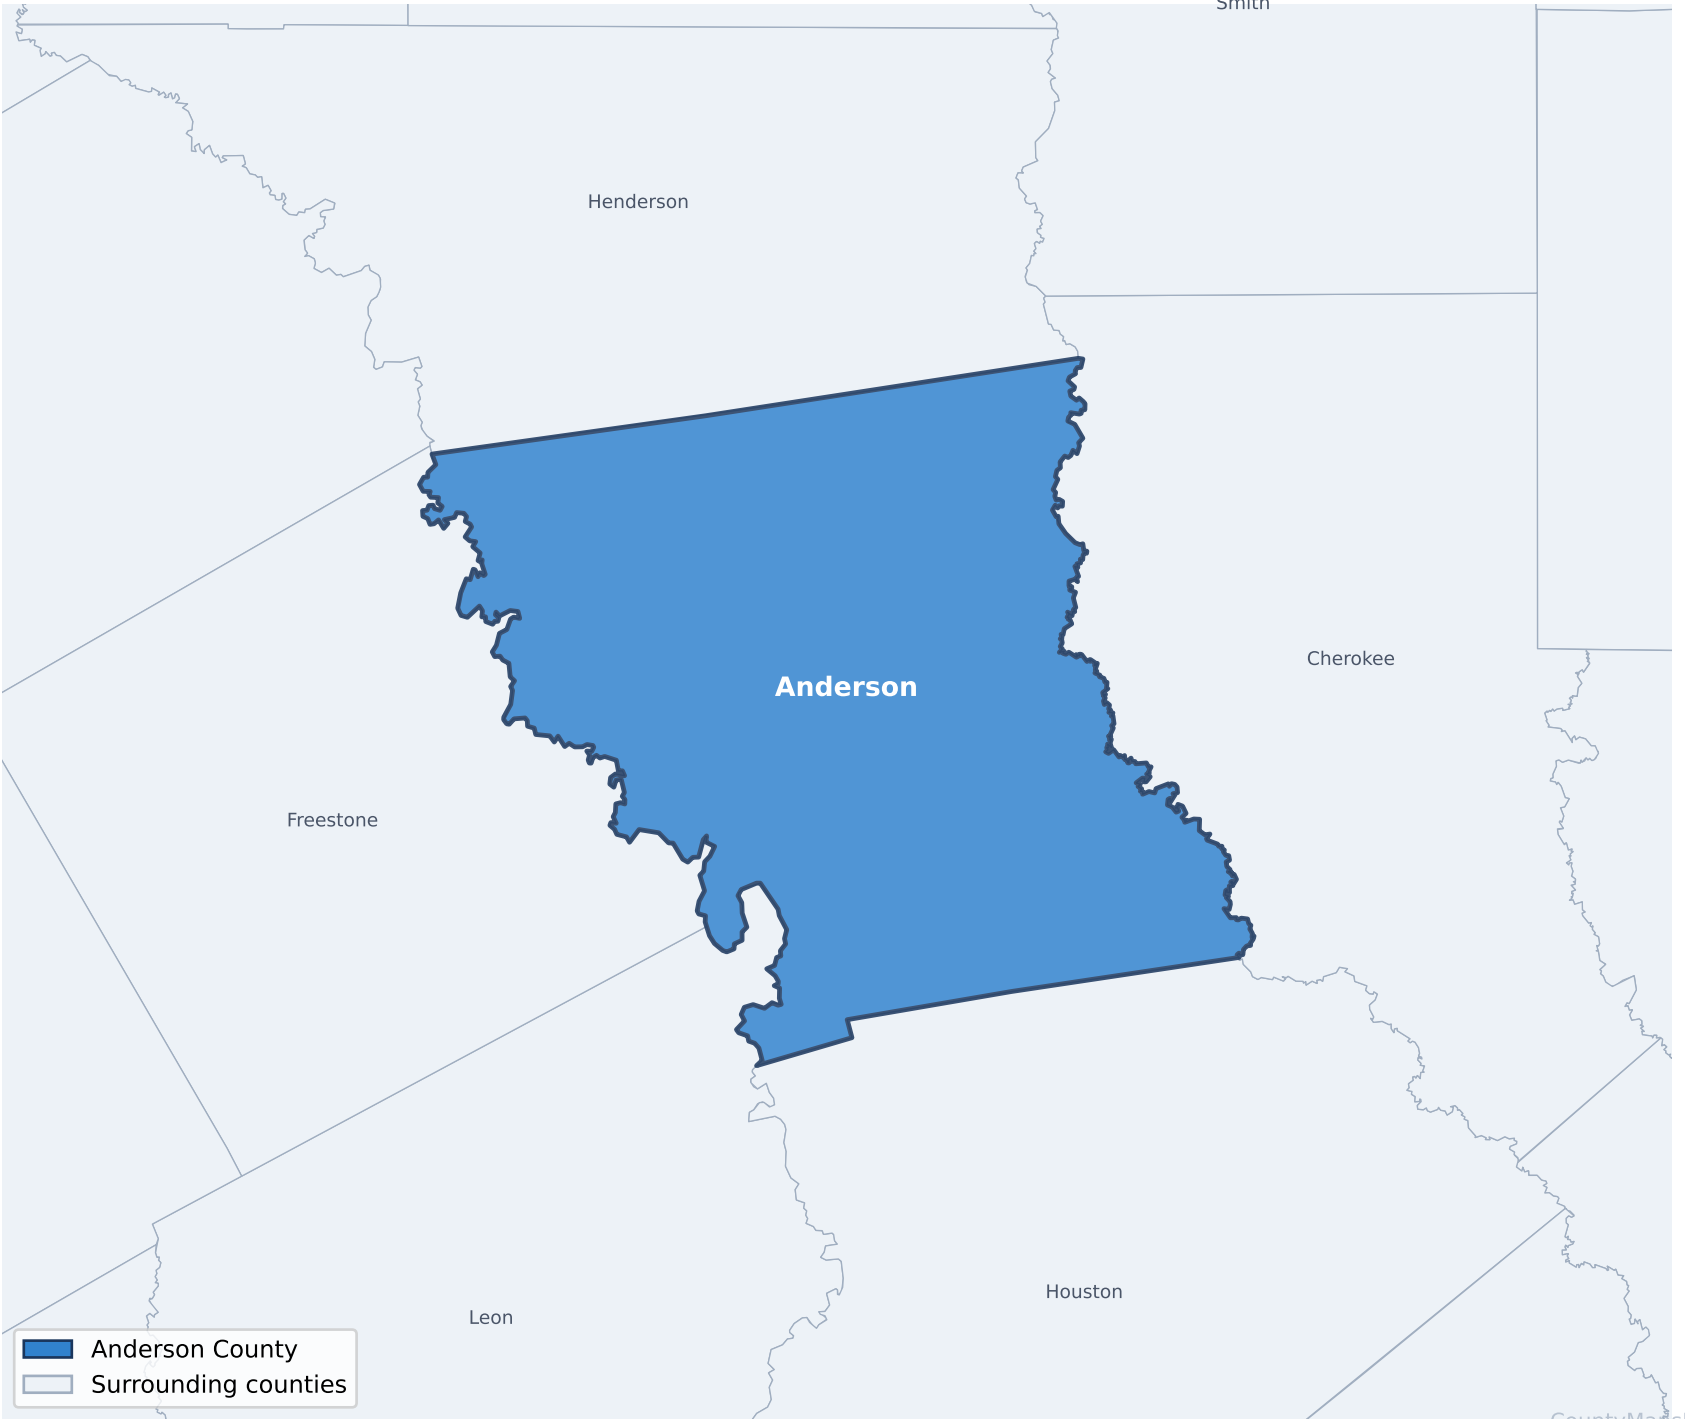 Smith
Henderson
Cherokee
Anderson
Freestone
Houston
Leon
Anderson County
Surrounding counties